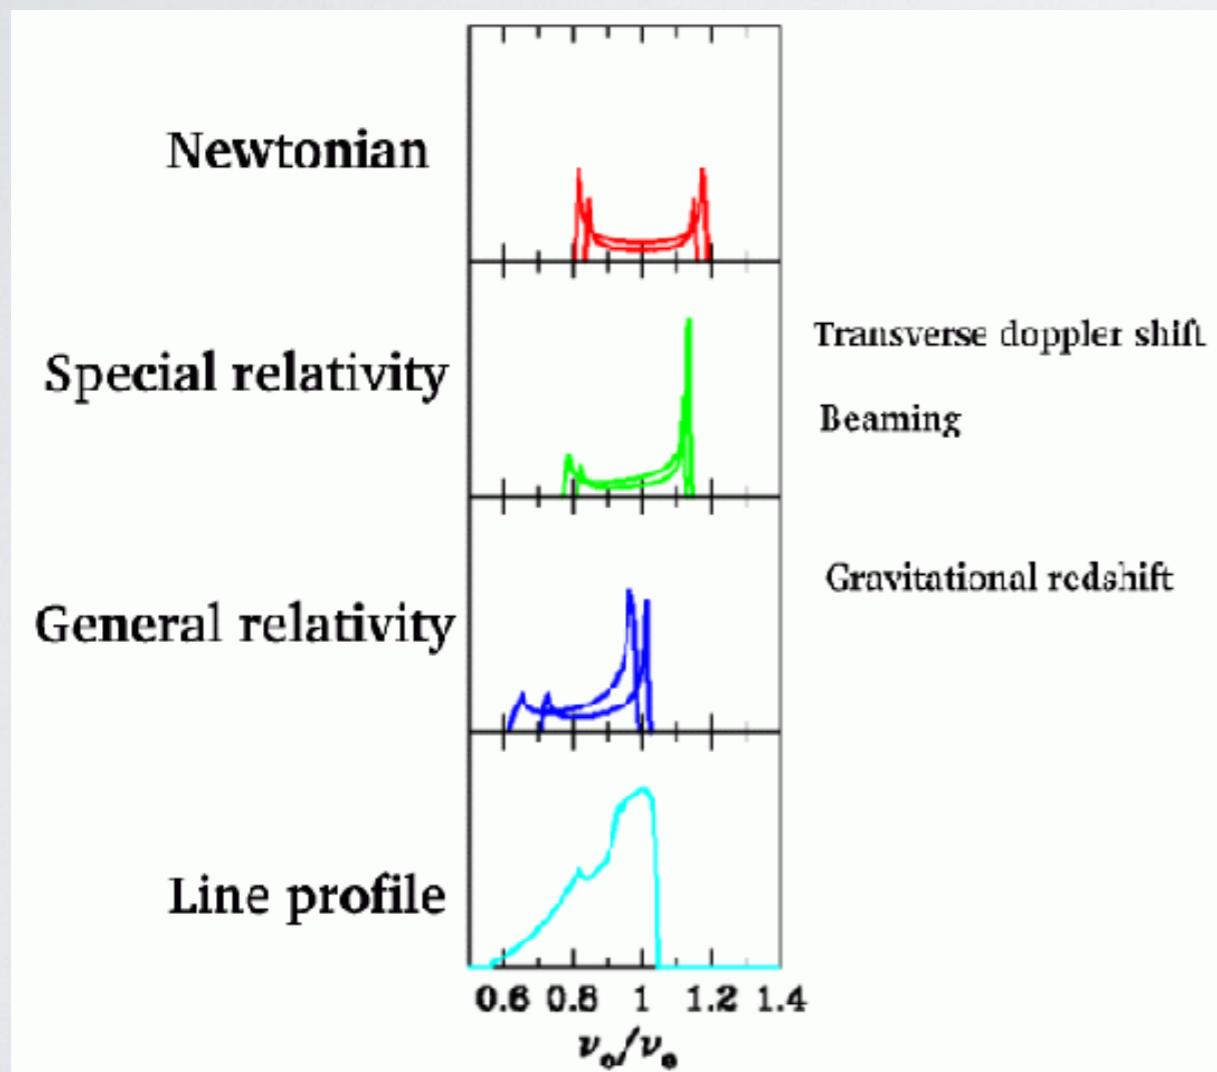 Newtonian
Special relativity
Transverse doppler shift
Beaming
General relativity
Gravitational redshift
Line profile
0.6 0.8 1 1.2 1.4
νₒ/νₑ